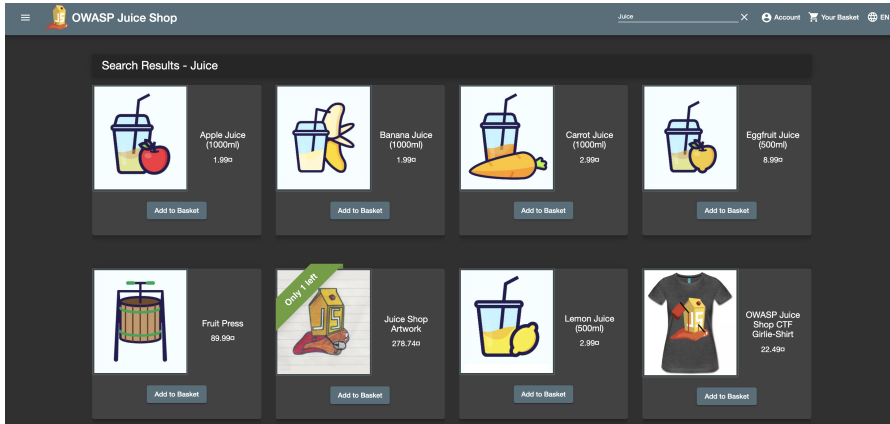 OWASP Juice Shop
Juice
Account
Your Basket
EN
Search Results - Juice
Apple Juice
(1000ml)
1.99¤
Add to Basket
Banana Juice
(1000ml)
1.99¤
Add to Basket
Carrot Juice
(1000ml)
2.99¤
Add to Basket
Eggfruit Juice
(500ml)
8.99¤
Add to Basket
Fruit Press
89.99¤
Add to Basket
Only 1 left
JS
Juice Shop
Artwork
278.74¤
Add to Basket
Lemon Juice
(500ml)
2.99¤
Add to Basket
OWASP Juice
Shop CTF
Girlie-Shirt
22.49¤
Add to Basket